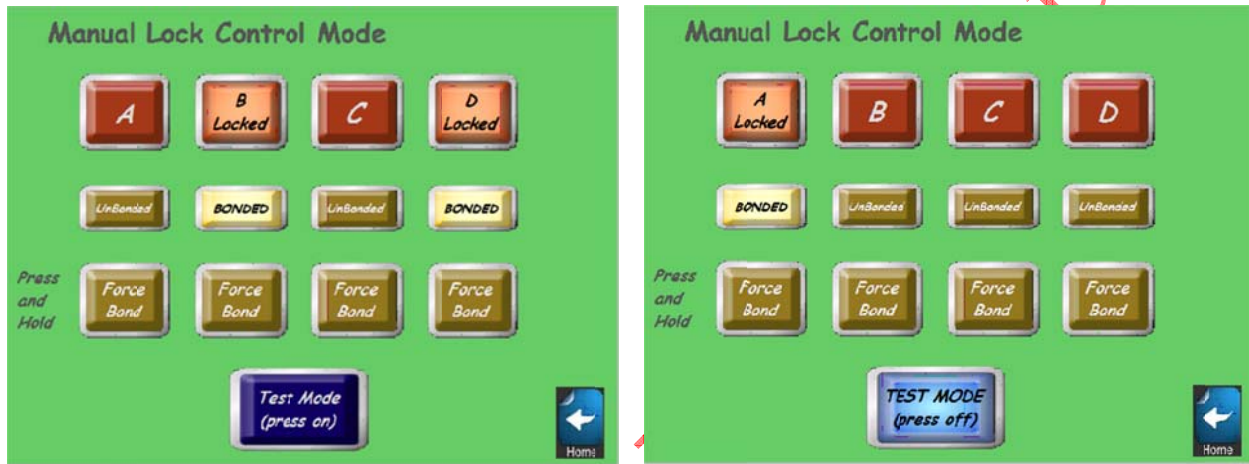 Manual Lock Control Mode
A
B
Locked
C
D
Locked
UnBonded
BONDED
UnBonded
BONDED
Press
and
Hold
Force
Bond
Force
Bond
Force
Bond
Force
Bond
Test Mode
(press on)
Home
Manual Lock Control Mode
A
Locked
B
C
D
BONDED
UnBonded
UnBonded
UnBonded
Press
and
Hold
Force
Bond
Force
Bond
Force
Bond
Force
Bond
TEST MODE
(press off)
Home